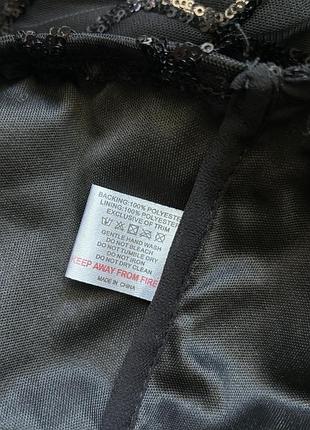 BACKING:100% POLYESTER
LINING:100% POLYESTER
EXCLUSIVE OF TRIM
GENTLE HAND WASH
DO NOT BLEACH
DO NOT TUMBLE DRY
DO NOT IRON
DO NOT DRY CLEAN
KEEP AWAY FROM FIRE
MADE IN CHINA